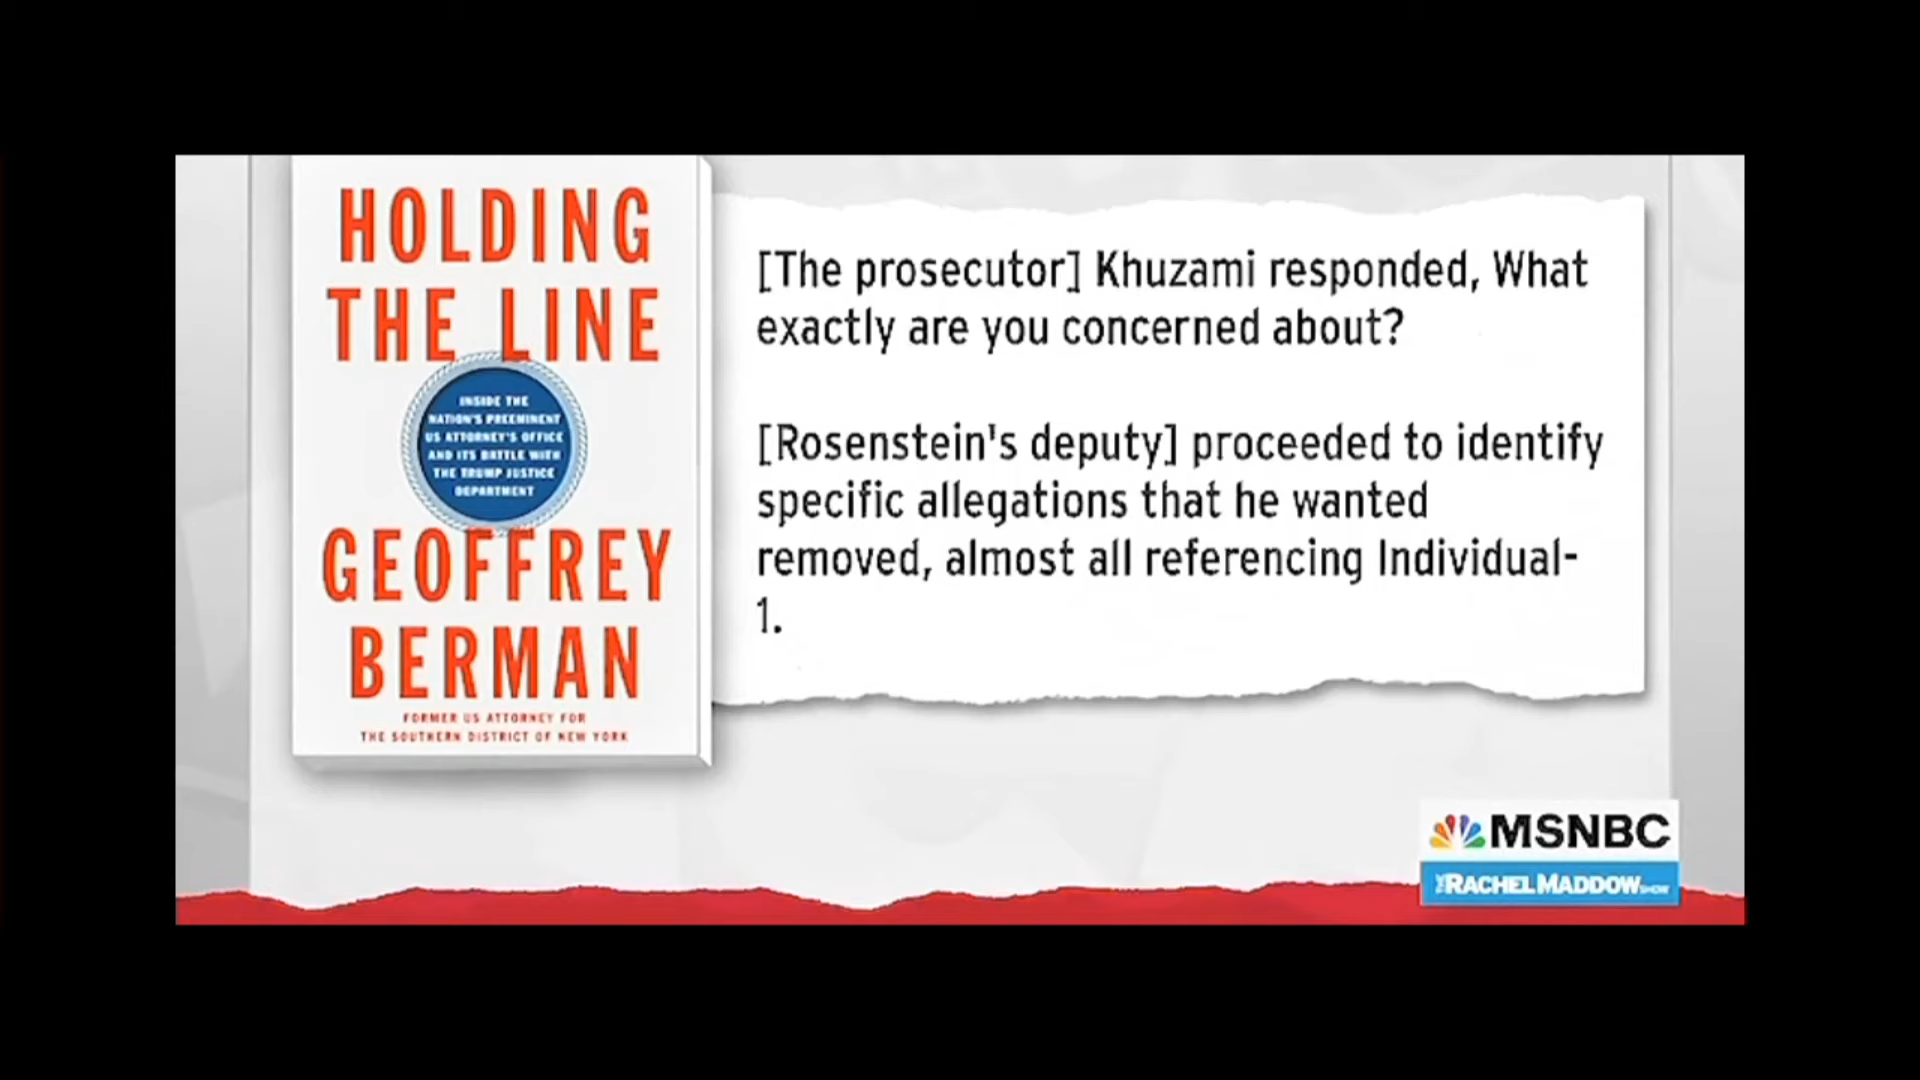 HOLDING
THE LINE
INSIDE THE
NATION'S PREEMINENT
US ATTORNEY'S OFFICE
AND ITS BATTLE WITH
THE TRUMP JUSTICE
DEPARTMENT
GEOFFREY
BERMAN
FORMER US ATTORNEY FOR
THE SOUTHERN DISTRICT OF NEW YORK
[The prosecutor] Khuzami responded, What
exactly are you concerned about?
[Rosenstein's deputy] proceeded to identify
specific allegations that he wanted
removed, almost all referencing Individual-
1.
MSNBC
THE RACHEL MADDOW SHOW